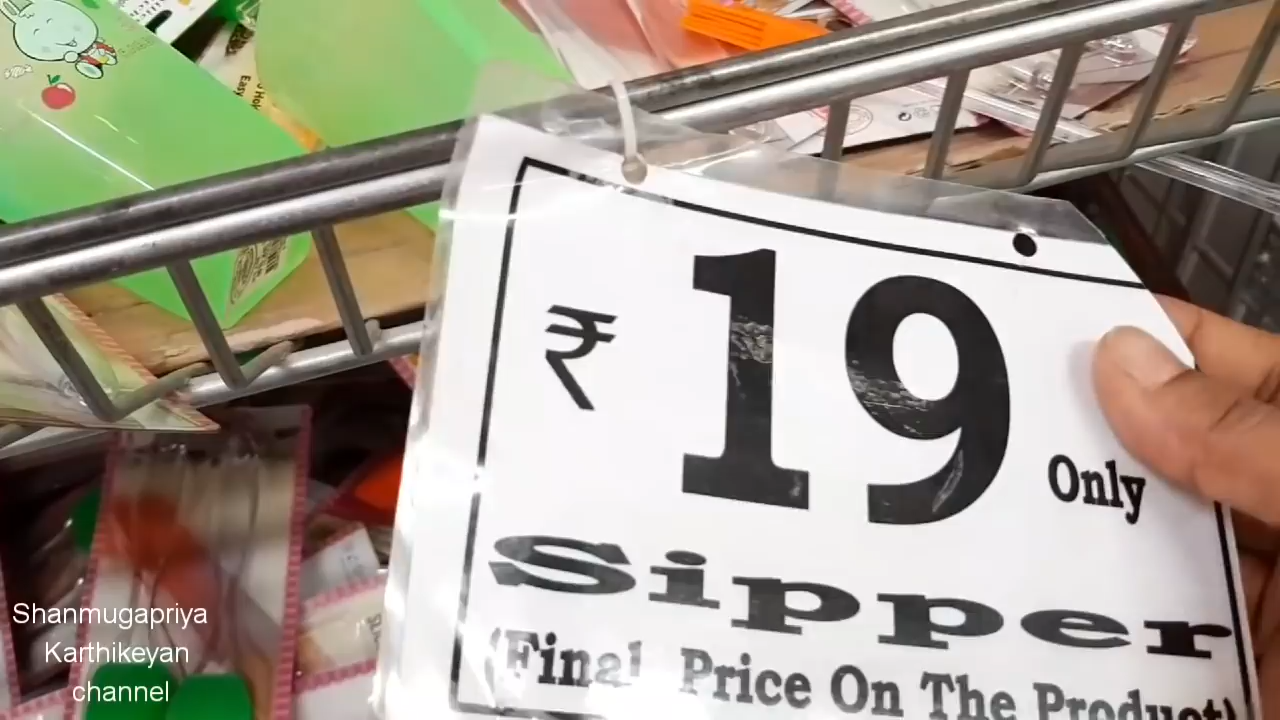 ₹ 19 Only
Sipper
(Final Price On The Product)
Shanmugapriya
Karthikeyan
channel